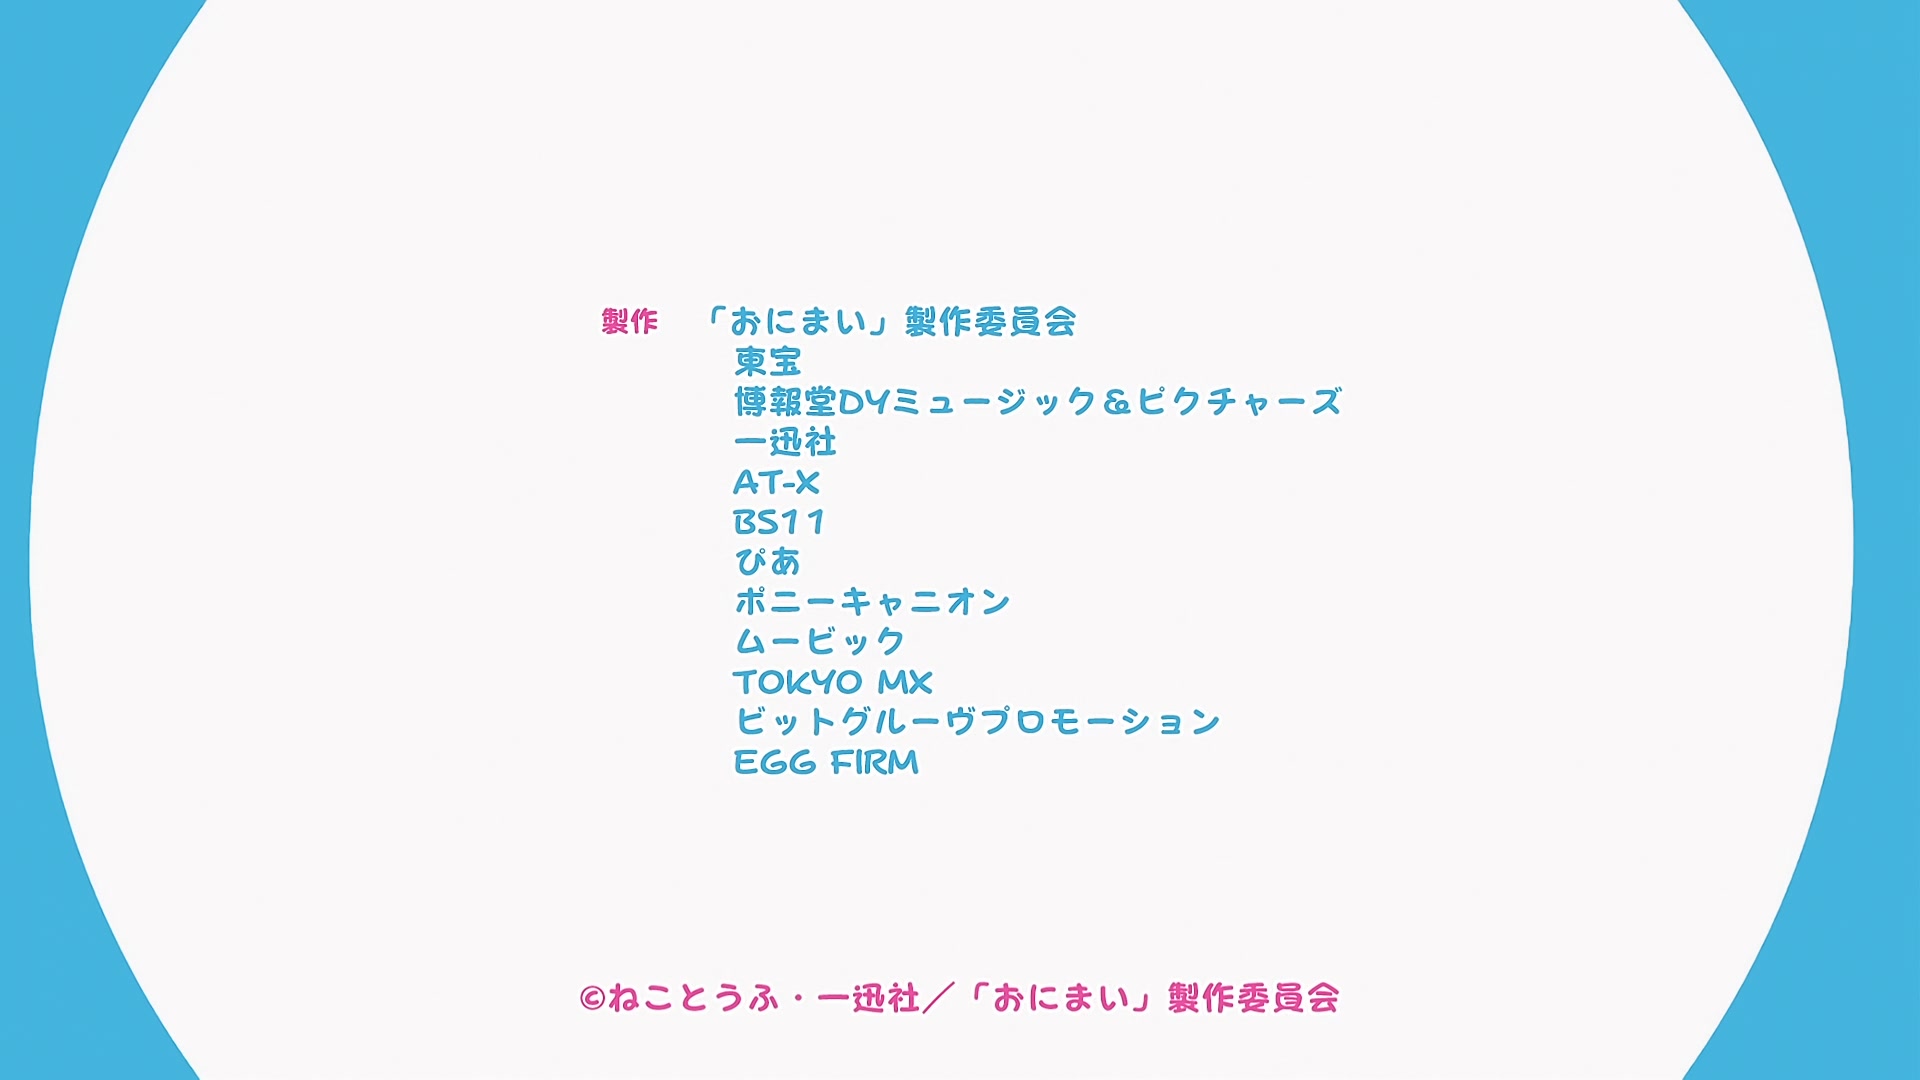 製作 「おにまい」製作委員会
東宝
博報堂DYミュージック&ピクチャーズ
一迅社
AT-X
BS11
ぴあ
ポニーキャニオン
ムービック
TOKYO MX
ビットグルーヴプロモーション
EGG FIRM
©ねことうふ・一迅社／「おにまい」製作委員会